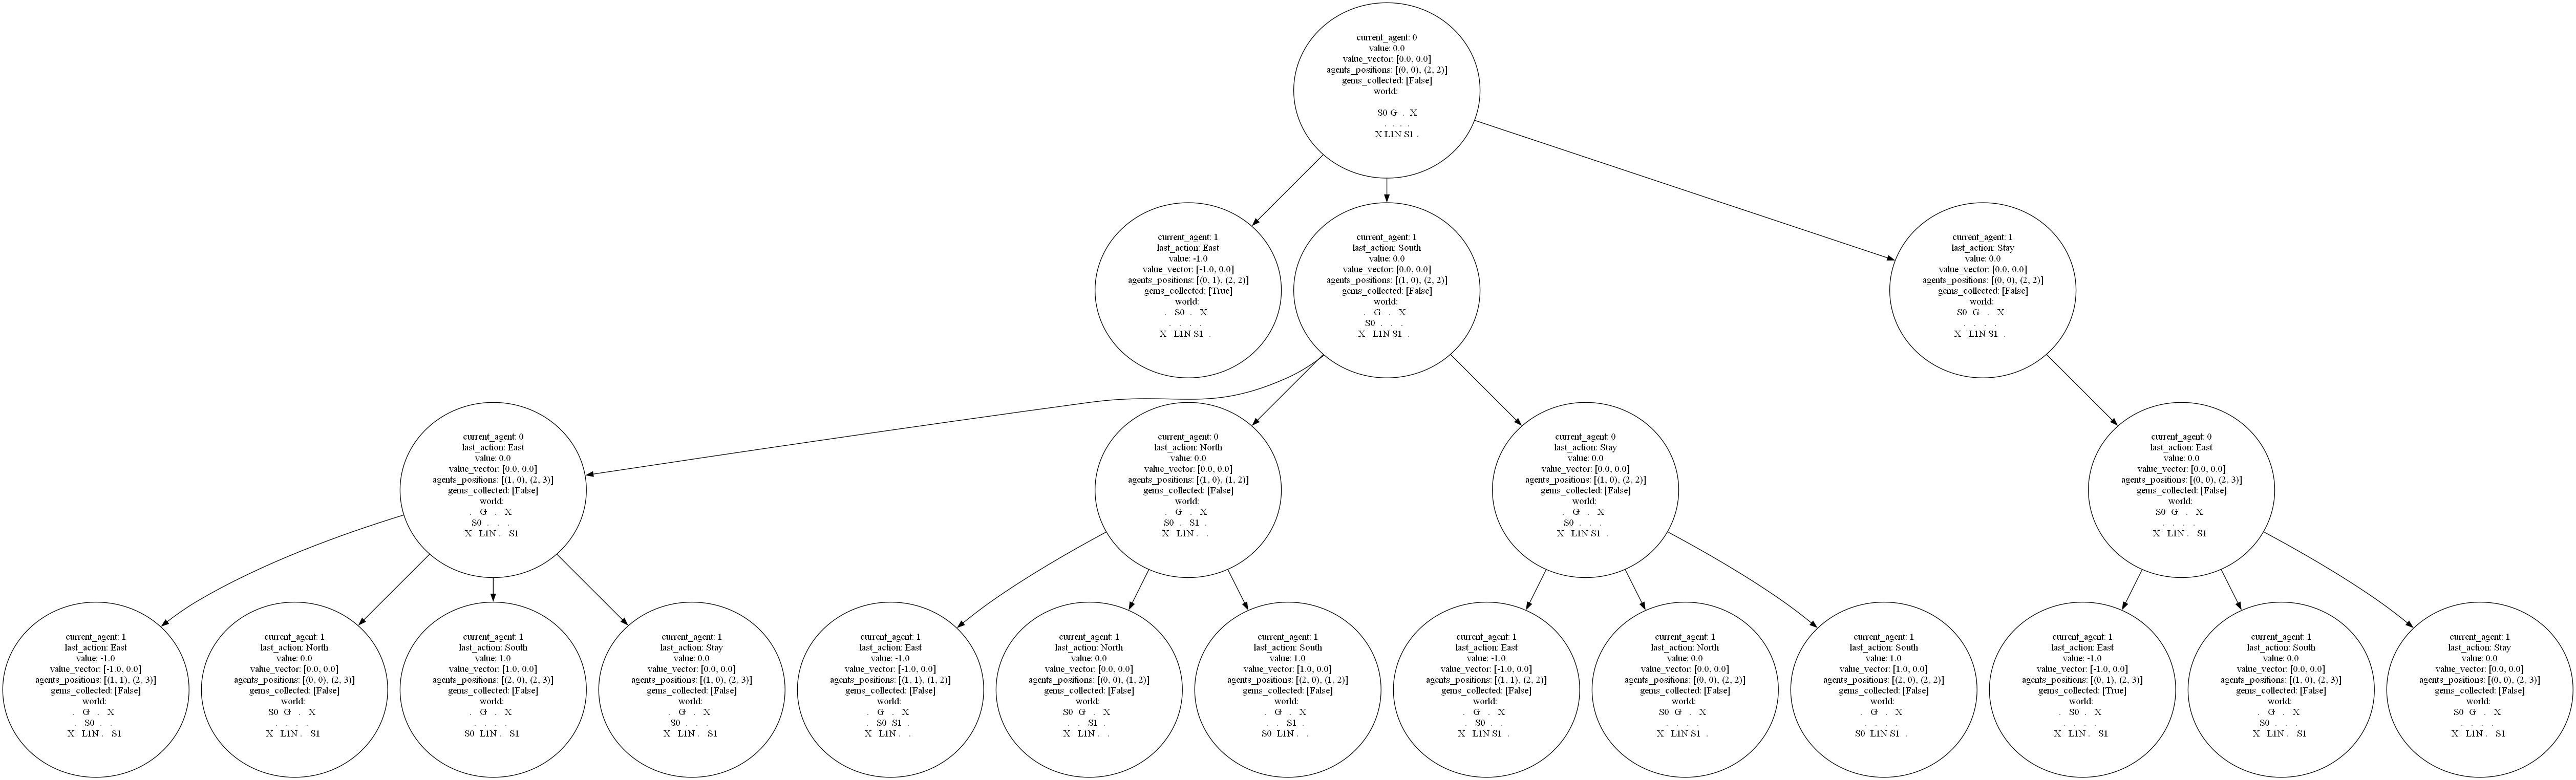 current_agent: 0
value: 0.0
value_vector: [0.0, 0.0]
agents_positions: [(0, 0), (2, 2)]
gems_collected: [False]
world:
S0 G . X
. . . .
X L1N S1 .
current_agent: 1
last_action: East
value: -1.0
value_vector: [-1.0, 0.0]
agents_positions: [(0, 1), (2, 2)]
gems_collected: [True]
world:
. S0 . X
. . . .
X L1N S1 .
current_agent: 1
last_action: South
value: 0.0
value_vector: [0.0, 0.0]
agents_positions: [(1, 0), (2, 2)]
gems_collected: [False]
world:
. G . X
S0 . . .
X L1N S1 .
current_agent: 1
last_action: Stay
value: 0.0
value_vector: [0.0, 0.0]
agents_positions: [(0, 0), (2, 2)]
gems_collected: [False]
world:
S0 G . X
. . . .
X L1N S1 .
current_agent: 0
last_action: East
value: 0.0
value_vector: [0.0, 0.0]
agents_positions: [(1, 0), (2, 3)]
gems_collected: [False]
world:
. G . X
S0 . . .
X L1N . S1
current_agent: 0
last_action: North
value: 0.0
value_vector: [0.0, 0.0]
agents_positions: [(1, 0), (1, 2)]
gems_collected: [False]
world:
. G . X
S0 . S1 .
X L1N . .
current_agent: 0
last_action: Stay
value: 0.0
value_vector: [0.0, 0.0]
agents_positions: [(1, 0), (2, 2)]
gems_collected: [False]
world:
. G . X
S0 . . .
X L1N S1 .
current_agent: 0
last_action: East
value: 0.0
value_vector: [0.0, 0.0]
agents_positions: [(0, 0), (2, 3)]
gems_collected: [False]
world:
S0 G . X
. . . .
X L1N . S1
current_agent: 1
last_action: East
value: -1.0
value_vector: [-1.0, 0.0]
agents_positions: [(1, 1), (2, 3)]
gems_collected: [False]
world:
. G . X
. S0 . .
X L1N . S1
current_agent: 1
last_action: North
value: 0.0
value_vector: [0.0, 0.0]
agents_positions: [(0, 0), (2, 3)]
gems_collected: [False]
world:
S0 G . X
. . . .
X L1N . S1
current_agent: 1
last_action: South
value: 1.0
value_vector: [1.0, 0.0]
agents_positions: [(2, 0), (2, 3)]
gems_collected: [False]
world:
. G . X
. . . .
S0 L1N . S1
current_agent: 1
last_action: Stay
value: 0.0
value_vector: [0.0, 0.0]
agents_positions: [(1, 0), (2, 3)]
gems_collected: [False]
world:
. G . X
S0 . . .
X L1N . S1
current_agent: 1
last_action: East
value: -1.0
value_vector: [-1.0, 0.0]
agents_positions: [(1, 1), (1, 2)]
gems_collected: [False]
world:
. G . X
. S0 S1 .
X L1N . .
current_agent: 1
last_action: North
value: 0.0
value_vector: [0.0, 0.0]
agents_positions: [(0, 0), (1, 2)]
gems_collected: [False]
world:
S0 G . X
. . S1 .
X L1N . .
current_agent: 1
last_action: South
value: 1.0
value_vector: [1.0, 0.0]
agents_positions: [(2, 0), (1, 2)]
gems_collected: [False]
world:
. G . X
. . S1 .
S0 L1N . .
current_agent: 1
last_action: East
value: -1.0
value_vector: [-1.0, 0.0]
agents_positions: [(1, 1), (2, 2)]
gems_collected: [False]
world:
. G . X
. S0 . .
X L1N S1 .
current_agent: 1
last_action: North
value: 0.0
value_vector: [0.0, 0.0]
agents_positions: [(0, 0), (2, 2)]
gems_collected: [False]
world:
S0 G . X
. . . .
X L1N S1 .
current_agent: 1
last_action: South
value: 1.0
value_vector: [1.0, 0.0]
agents_positions: [(2, 0), (2, 2)]
gems_collected: [False]
world:
. G . X
. . . .
S0 L1N S1 .
current_agent: 1
last_action: East
value: -1.0
value_vector: [-1.0, 0.0]
agents_positions: [(0, 1), (2, 3)]
gems_collected: [True]
world:
. S0 . X
. . . .
X L1N . S1
current_agent: 1
last_action: South
value: 0.0
value_vector: [0.0, 0.0]
agents_positions: [(1, 0), (2, 3)]
gems_collected: [False]
world:
. G . X
S0 . . .
X L1N . S1
current_agent: 1
last_action: Stay
value: 0.0
value_vector: [0.0, 0.0]
agents_positions: [(0, 0), (2, 3)]
gems_collected: [False]
world:
S0 G . X
. . . .
X L1N . S1